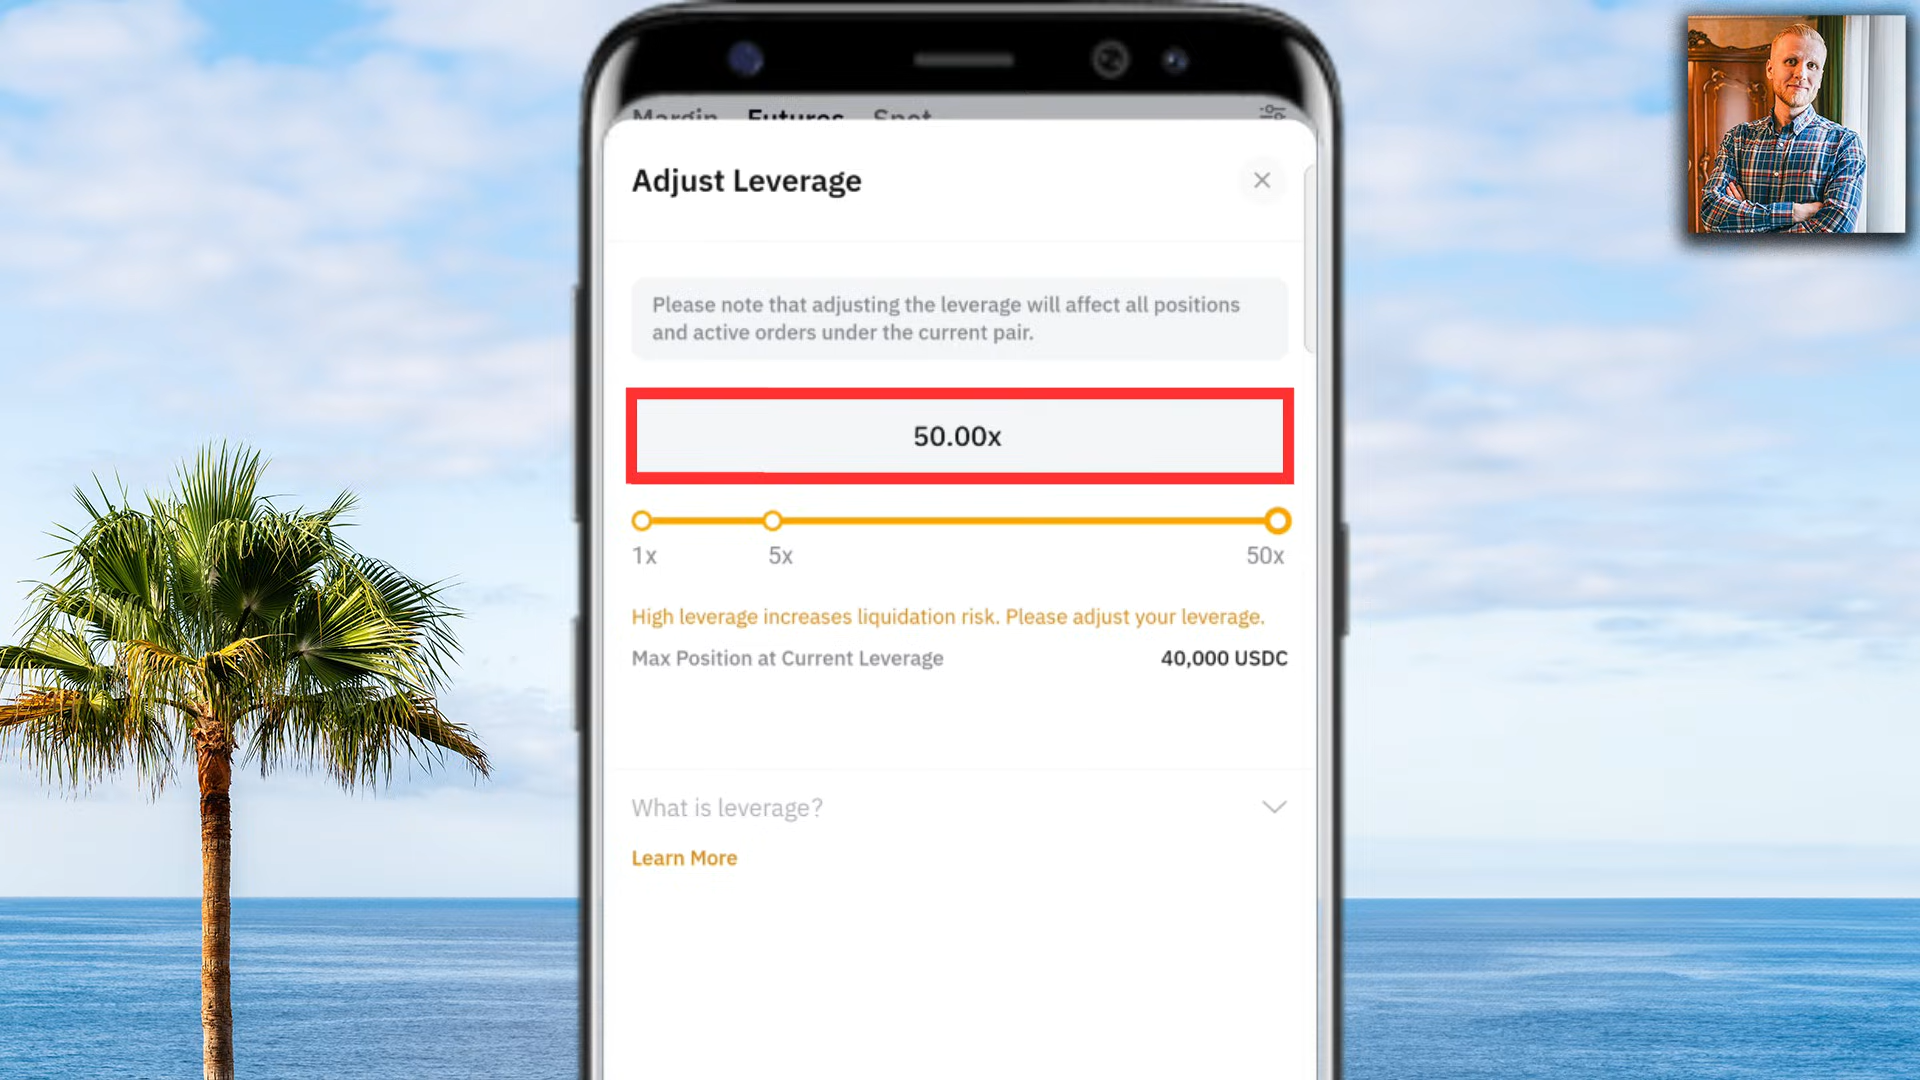 Margin Futures Spot
Adjust Leverage
Please note that adjusting the leverage will affect all positions
and active orders under the current pair.
50.00x
1x 5x 50x
High leverage increases liquidation risk. Please adjust your leverage.
Max Position at Current Leverage 40,000 USDC
What is leverage?
Learn More